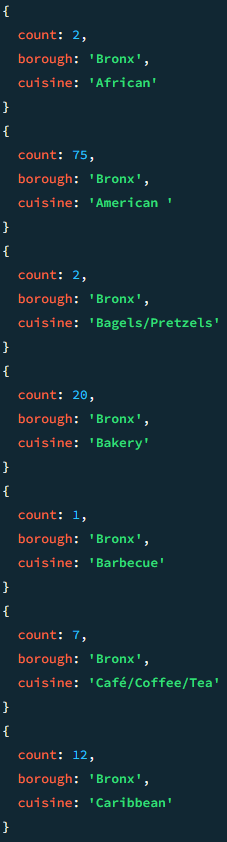 {
  count: 2,
  borough: 'Bronx',
  cuisine: 'African'
}
{
  count: 75,
  borough: 'Bronx',
  cuisine: 'American '
}
{
  count: 2,
  borough: 'Bronx',
  cuisine: 'Bagels/Pretzels'
}
{
  count: 20,
  borough: 'Bronx',
  cuisine: 'Bakery'
}
{
  count: 1,
  borough: 'Bronx',
  cuisine: 'Barbecue'
}
{
  count: 7,
  borough: 'Bronx',
  cuisine: 'Café/Coffee/Tea'
}
{
  count: 12,
  borough: 'Bronx',
  cuisine: 'Caribbean'
}